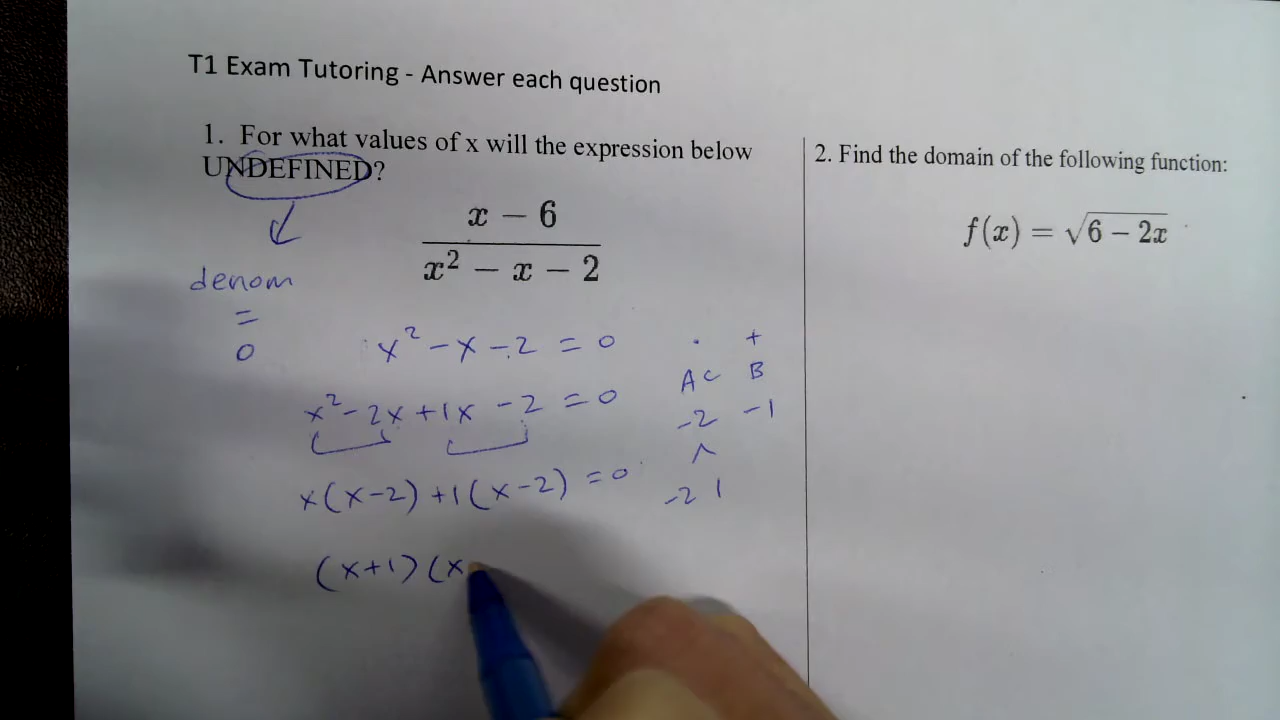 T1 Exam Tutoring - Answer each question
1. For what values of x will the expression below
UNDEFINED?
x - 6
x² - x - 2
denom
=
0
x² - x - 2 = 0
x² - 2x + 1x - 2 = 0
x(x-2) + 1(x-2) = 0
(x+1)(x
· +
AC B
-2 -1
-2 1
2. Find the domain of the following function:
f(x) = √6 - 2x